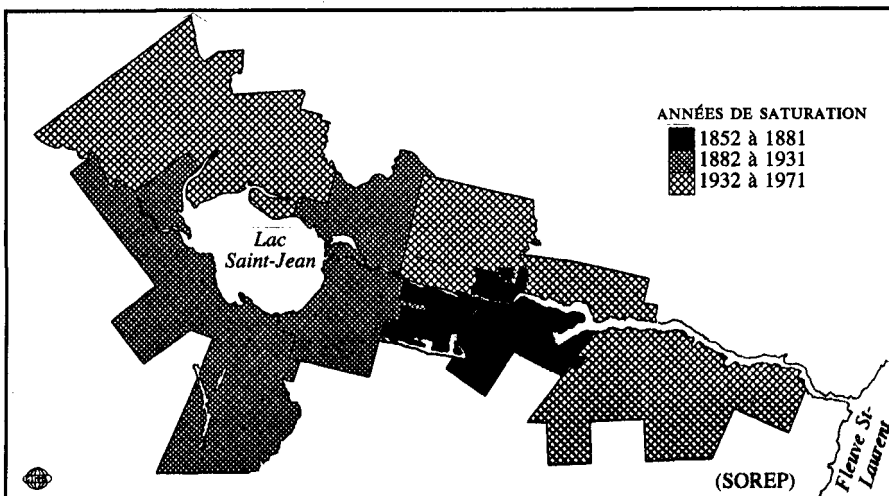 ANNÉES DE SATURATION
1852 à 1881
1882 à 1931
1932 à 1971
Lac
Saint-Jean
(SOREP)
Fleuve St-
Laurent